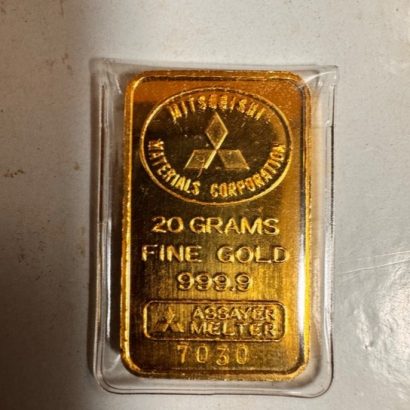 MITSUBISHI
MATERIALS CORPORATION
20 GRAMS
FINE GOLD
999.9
ASSAYER
MELTER
7030